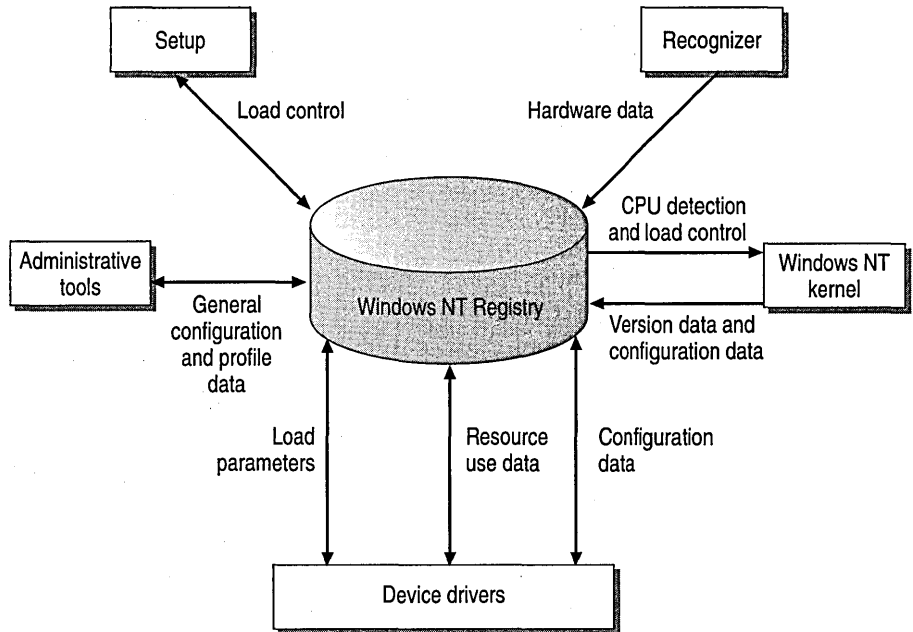 Setup
Recognizer
Load control
Hardware data
CPU detection
and load control
Administrative
tools
Windows NT Registry
Windows NT
kernel
General
configuration
and profile
data
Version data and
configuration data
Load
parameters
Resource
use data
Configuration
data
Device drivers